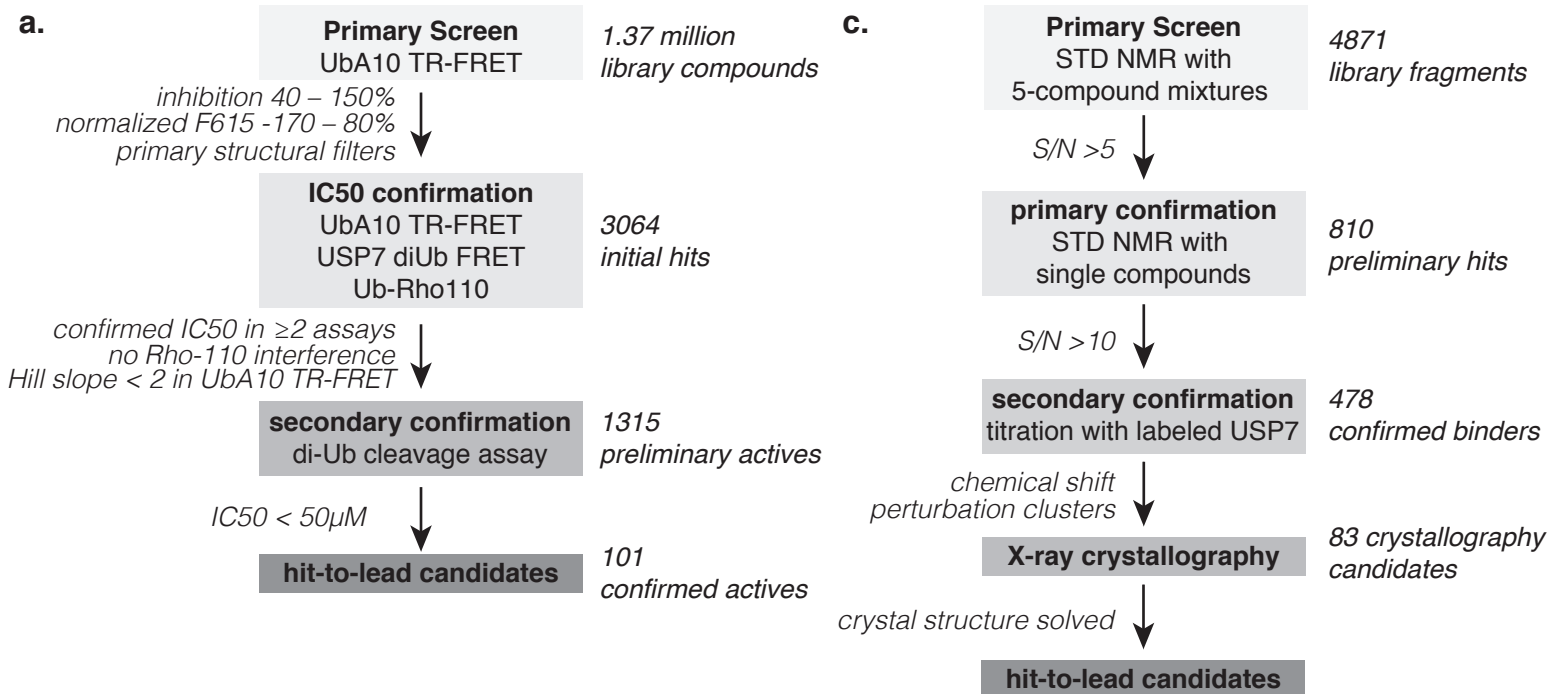 a.
Primary Screen
UbA10 TR-FRET
1.37 million
library compounds
inhibition 40 – 150%
normalized F615 -170 – 80%
primary structural filters
IC50 confirmation
UbA10 TR-FRET
USP7 diUb FRET
Ub-Rho110
3064
initial hits
confirmed IC50 in ≥2 assays
no Rho-110 interference
Hill slope < 2 in UbA10 TR-FRET
secondary confirmation
di-Ub cleavage assay
1315
preliminary actives
IC50 < 50µM
hit-to-lead candidates
101
confirmed actives
c.
Primary Screen
STD NMR with
5-compound mixtures
4871
library fragments
S/N >5
primary confirmation
STD NMR with
single compounds
810
preliminary hits
S/N >10
secondary confirmation
titration with labeled USP7
478
confirmed binders
chemical shift
perturbation clusters
X-ray crystallography
83 crystallography
candidates
crystal structure solved
hit-to-lead candidates